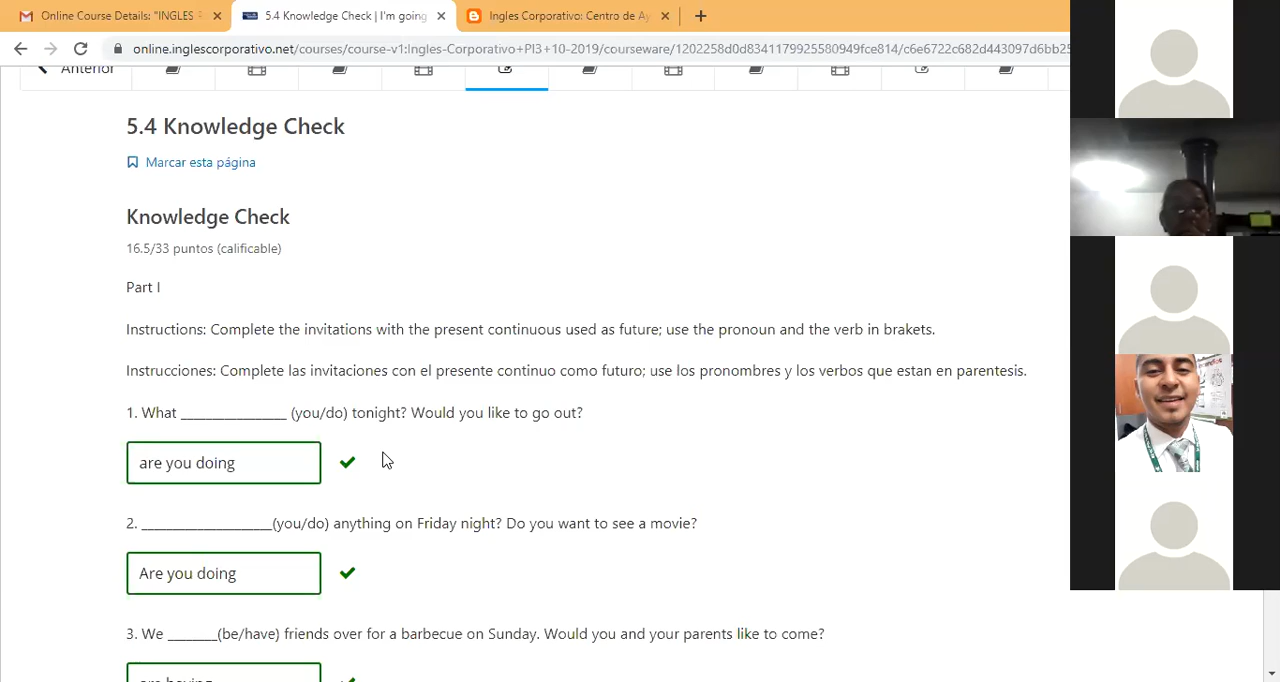 Online Course Details: "INGLES
5.4 Knowledge Check | I'm going
Ingles Corporativo: Centro de Ay
online.inglescorporativo.net/courses/course-v1:Ingles-Corporativo+PI3+10-2019/courseware/1202258d0d8341179925580949fce814/c6e6722c682d443097d6bb25
Anterior
5.4 Knowledge Check
Marcar esta página
Knowledge Check
16.5/33 puntos (calificable)
Part I
Instructions: Complete the invitations with the present continuous used as future; use the pronoun and the verb in brakets.
Instrucciones: Complete las invitaciones con el presente continuo como futuro; use los pronombres y los verbos que estan en parentesis.
1. What ________________ (you/do) tonight? Would you like to go out?
are you doing
2. ___________________(you/do) anything on Friday night? Do you want to see a movie?
Are you doing
3. We _______(be/have) friends over for a barbecue on Sunday. Would you and your parents like to come?
are having